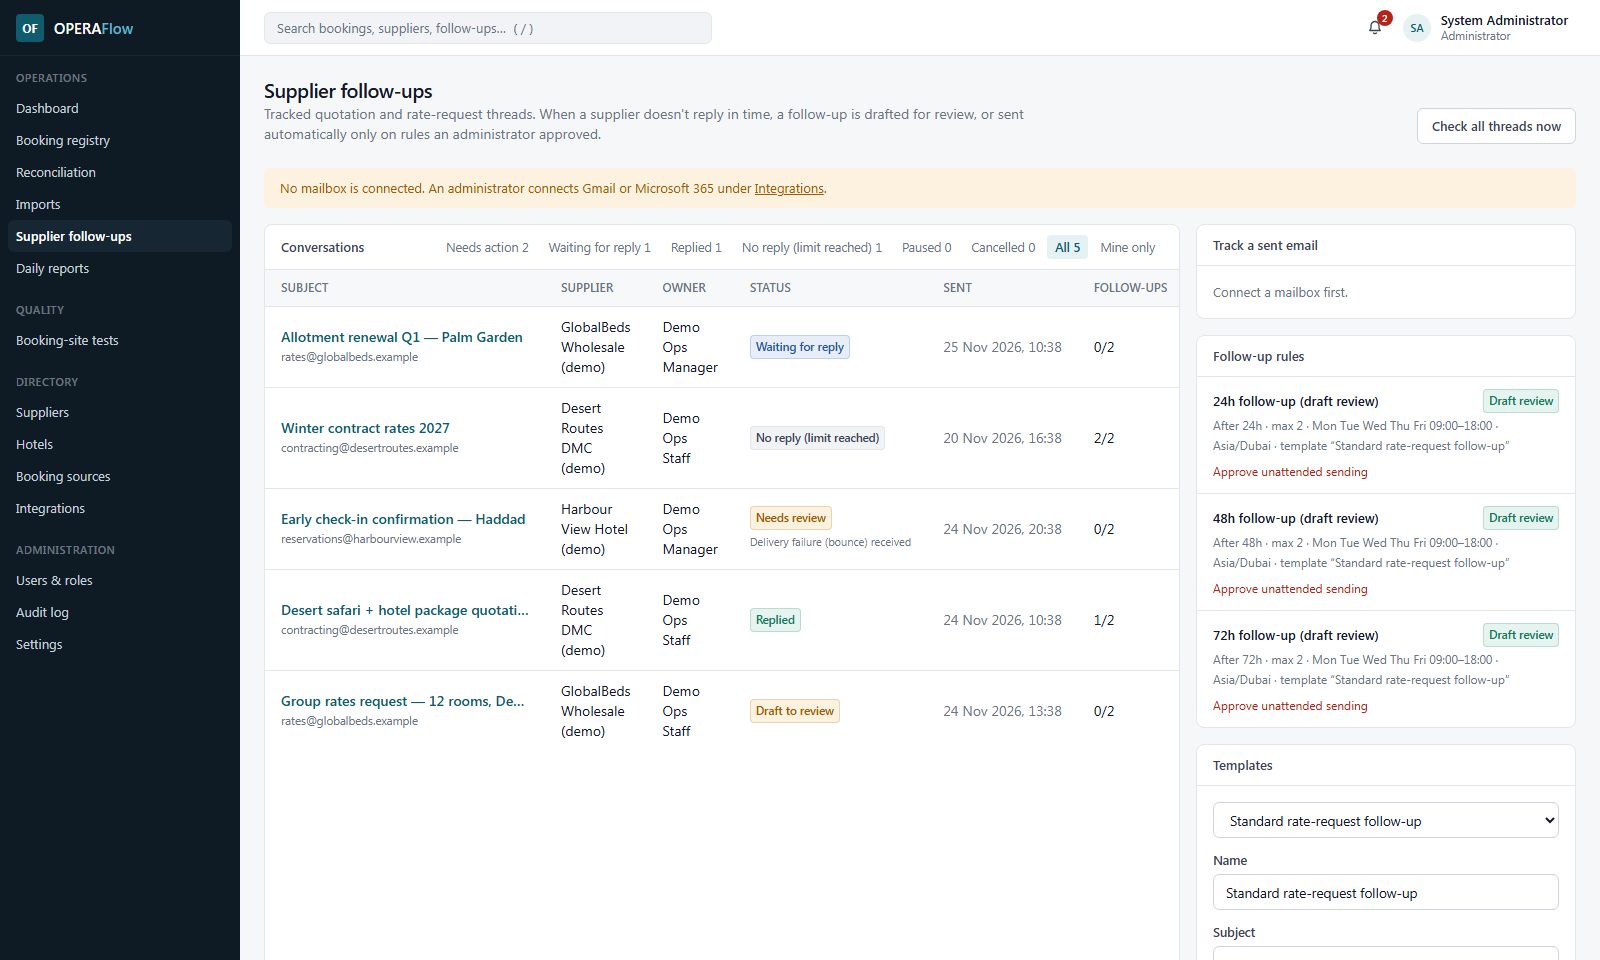 OF OPERAFlow
Search bookings, suppliers, follow-ups... ( / )
2
SA
System Administrator
Administrator
OPERATIONS
Dashboard
Booking registry
Reconciliation
Imports
Supplier follow-ups
Daily reports
QUALITY
Booking-site tests
DIRECTORY
Suppliers
Hotels
Booking sources
Integrations
ADMINISTRATION
Users & roles
Audit log
Settings
Supplier follow-ups
Tracked quotation and rate-request threads. When a supplier doesn't reply in time, a follow-up is drafted for review, or sent
automatically only on rules an administrator approved.
Check all threads now
No mailbox is connected. An administrator connects Gmail or Microsoft 365 under Integrations.
Conversations
Needs action 2 Waiting for reply 1 Replied 1 No reply (limit reached) 1 Paused 0 Cancelled 0 All 5 Mine only
SUBJECT SUPPLIER OWNER STATUS SENT FOLLOW-UPS
Allotment renewal Q1 — Palm Garden
rates@globalbeds.example
GlobalBeds
Wholesale
(demo)
Demo
Ops
Manager
Waiting for reply
25 Nov 2026, 10:38
0/2
Winter contract rates 2027
contracting@desertroutes.example
Desert
Routes
DMC
(demo)
Demo
Ops
Staff
No reply (limit reached)
20 Nov 2026, 16:38
2/2
Early check-in confirmation — Haddad
reservations@harbourview.example
Harbour
View Hotel
(demo)
Demo
Ops
Manager
Needs review
Delivery failure (bounce) received
24 Nov 2026, 20:38
0/2
Desert safari + hotel package quotati...
contracting@desertroutes.example
Desert
Routes
DMC
(demo)
Demo
Ops
Staff
Replied
24 Nov 2026, 10:38
1/2
Group rates request — 12 rooms, De...
rates@globalbeds.example
GlobalBeds
Wholesale
(demo)
Demo
Ops
Staff
Draft to review
24 Nov 2026, 13:38
0/2
Track a sent email
Connect a mailbox first.
Follow-up rules
24h follow-up (draft review)
Draft review
After 24h · max 2 · Mon Tue Wed Thu Fri 09:00–18:00 ·
Asia/Dubai · template “Standard rate-request follow-up”
Approve unattended sending
48h follow-up (draft review)
Draft review
After 48h · max 2 · Mon Tue Wed Thu Fri 09:00–18:00 ·
Asia/Dubai · template “Standard rate-request follow-up”
Approve unattended sending
72h follow-up (draft review)
Draft review
After 72h · max 2 · Mon Tue Wed Thu Fri 09:00–18:00 ·
Asia/Dubai · template “Standard rate-request follow-up”
Approve unattended sending
Templates
Standard rate-request follow-up
Name
Standard rate-request follow-up
Subject